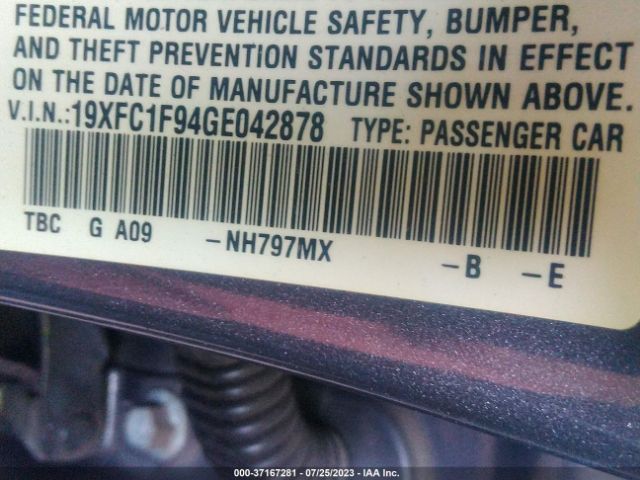 FEDERAL MOTOR VEHICLE SAFETY, BUMPER,
AND THEFT PREVENTION STANDARDS IN EFFECT
ON THE DATE OF MANUFACTURE SHOWN ABOVE.
V.I.N.:19XFC1F94GE042878 TYPE: PASSENGER CAR
TBC G A09 -NH797MX -B -E
000-37167281 | 07/25/2023 | IAA Inc.